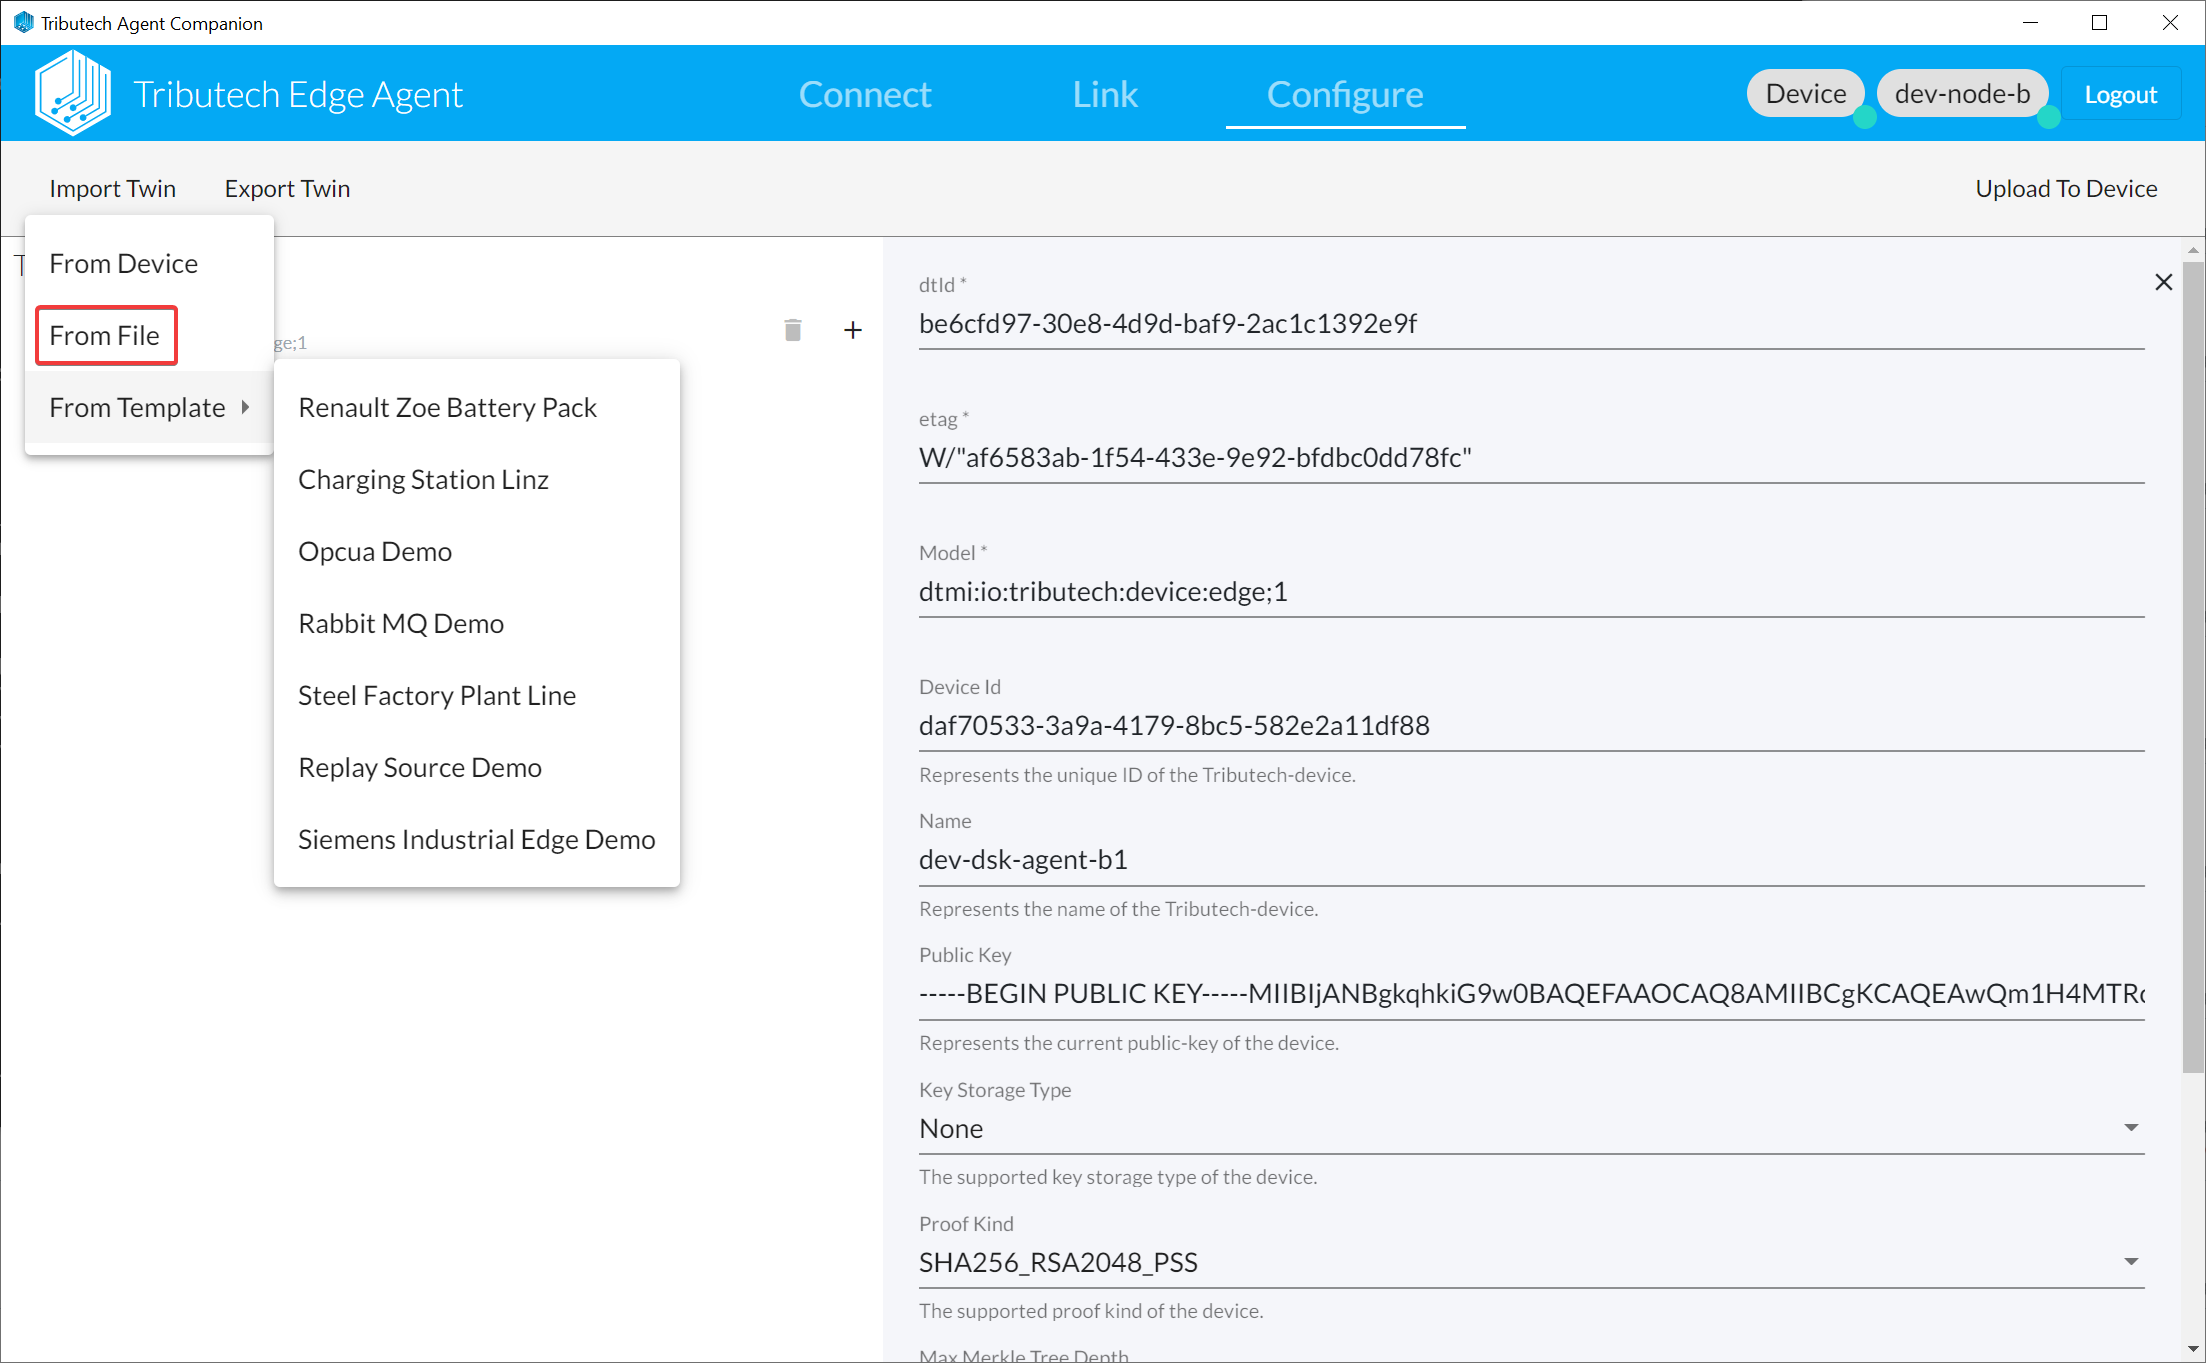 Tributech Agent Companion
Tributech Edge Agent
Connect
Link
Configure
Device
dev-node-b
Logout
Import Twin
Export Twin
Upload To Device
From Device
From File
From Template
ge;1
Renault Zoe Battery Pack
Charging Station Linz
Opcua Demo
Rabbit MQ Demo
Steel Factory Plant Line
Replay Source Demo
Siemens Industrial Edge Demo
dtId *
be6cfd97-30e8-4d9d-baf9-2ac1c1392e9f
etag *
W/"af6583ab-1f54-433e-9e92-bfdbc0dd78fc"
Model *
dtmi:io:tributech:device:edge;1
Device Id
daf70533-3a9a-4179-8bc5-582e2a11df88
Represents the unique ID of the Tributech-device.
Name
dev-dsk-agent-b1
Represents the name of the Tributech-device.
Public Key
-----BEGIN PUBLIC KEY-----MIIBIjANBgkqhkiG9w0BAQEFAAOCAQ8AMIIBCgKCAQEAwQm1H4MTR
Represents the current public-key of the device.
Key Storage Type
None
The supported key storage type of the device.
Proof Kind
SHA256_RSA2048_PSS
The supported proof kind of the device.
Max Merkle Tree Depth